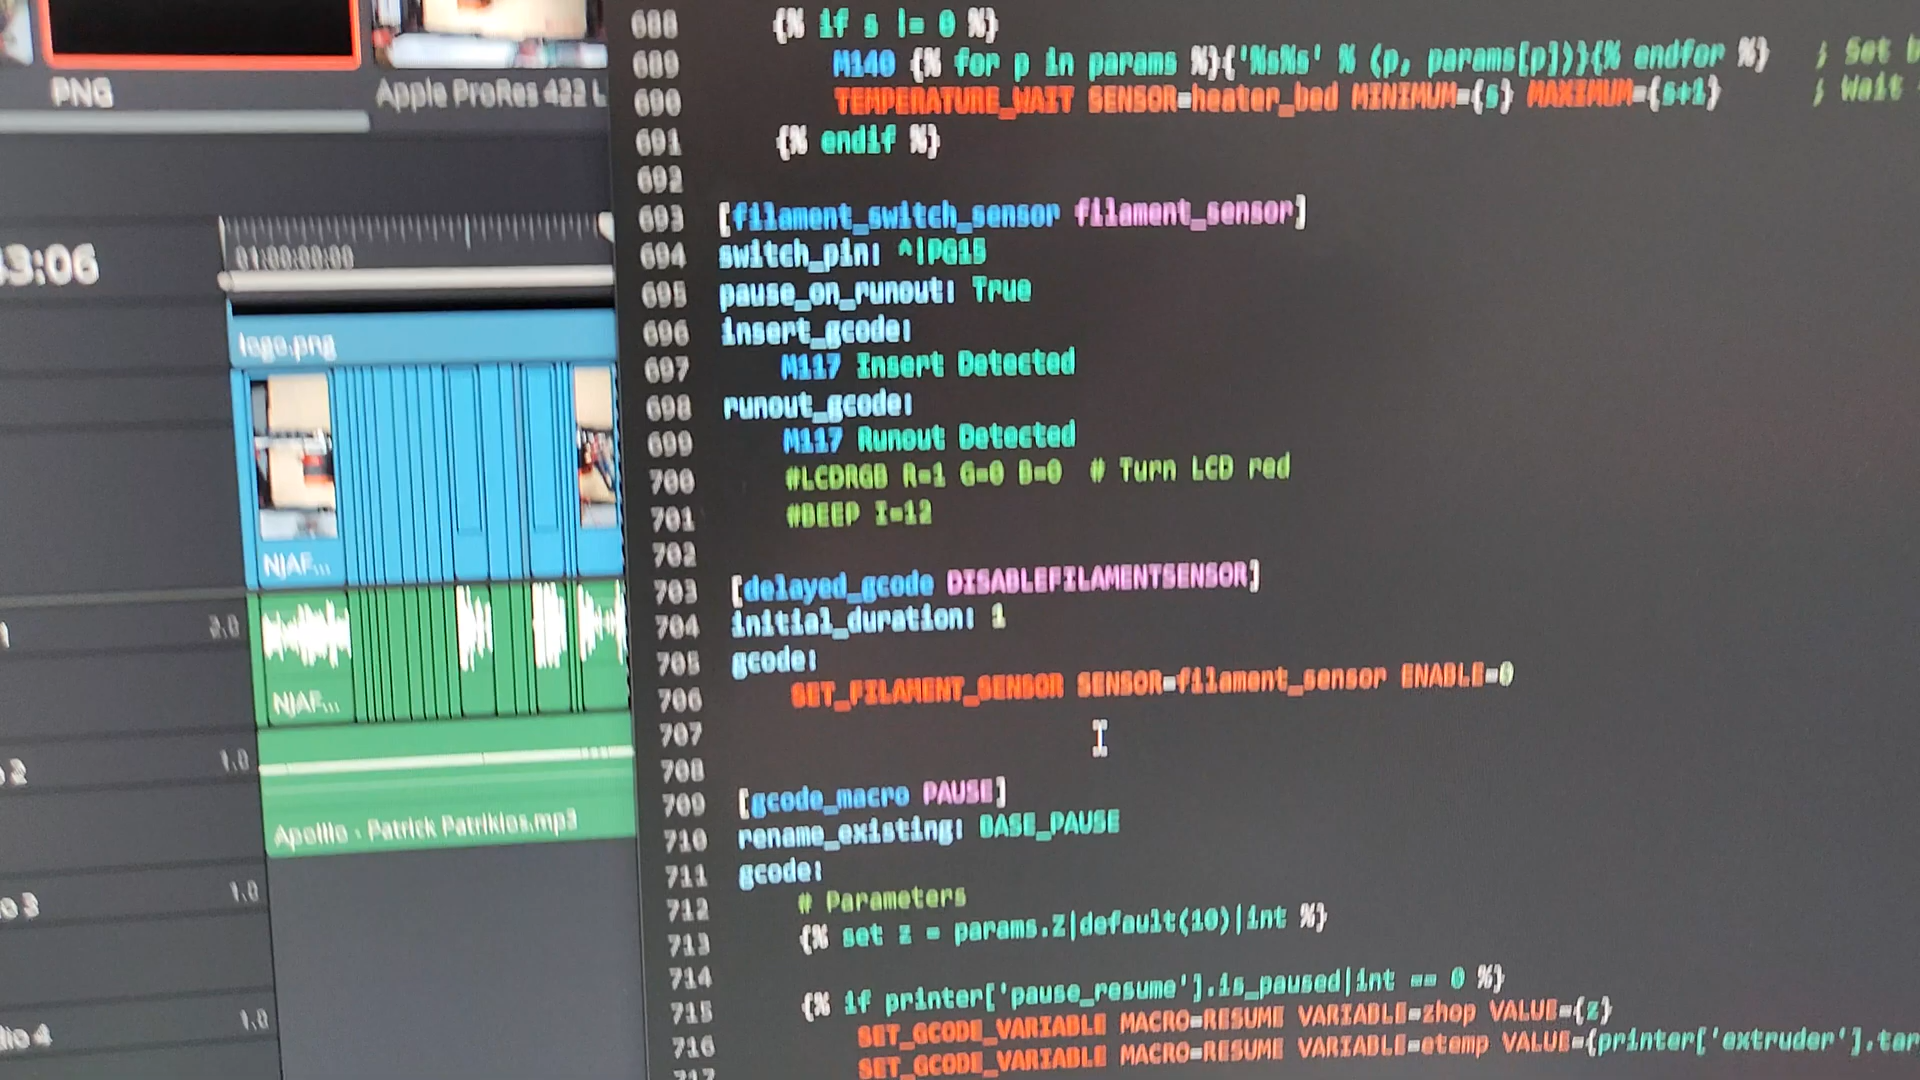 PNG
Apple ProRes 422 L
43:06
01:00:00:00
logo.png
NJAF...
2.0
NJAF...
1.0
2
Apollo - Patrick Patrikios.mp3
1.0
o 3
1.0
dio 4
688 {% if s != 0 %}
689 M140 {% for p in params %}{'%s%s' % (p, params[p])}{% endfor %} ; Set b
690 TEMPERATURE_WAIT SENSOR=heater_bed MINIMUM={s} MAXIMUM={s+1} ; Wait
691 {% endif %}
692
693 [filament_switch_sensor filament_sensor]
694 switch_pin: ^!PG15
695 pause_on_runout: True
696 insert_gcode:
697 M117 Insert Detected
698 runout_gcode:
699 M117 Runout Detected
700 #LCDRGB R=1 G=0 B=0 # Turn LCD red
701 #BEEP I=12
702
703 [delayed_gcode DISABLEFILAMENTSENSOR]
704 initial_duration: 1
705 gcode:
706 SET_FILAMENT_SENSOR SENSOR=filament_sensor ENABLE=0
707
708
709 [gcode_macro PAUSE]
710 rename_existing: BASE_PAUSE
711 gcode:
712 # Parameters
713 {% set z = params.Z|default(10)|int %}
714
715 {% if printer['pause_resume'].is_paused|int == 0 %}
716 SET_GCODE_VARIABLE MACRO=RESUME VARIABLE=zhop VALUE={z}
717 SET_GCODE_VARIABLE MACRO=RESUME VARIABLE=etemp VALUE={printer['extruder'].tar